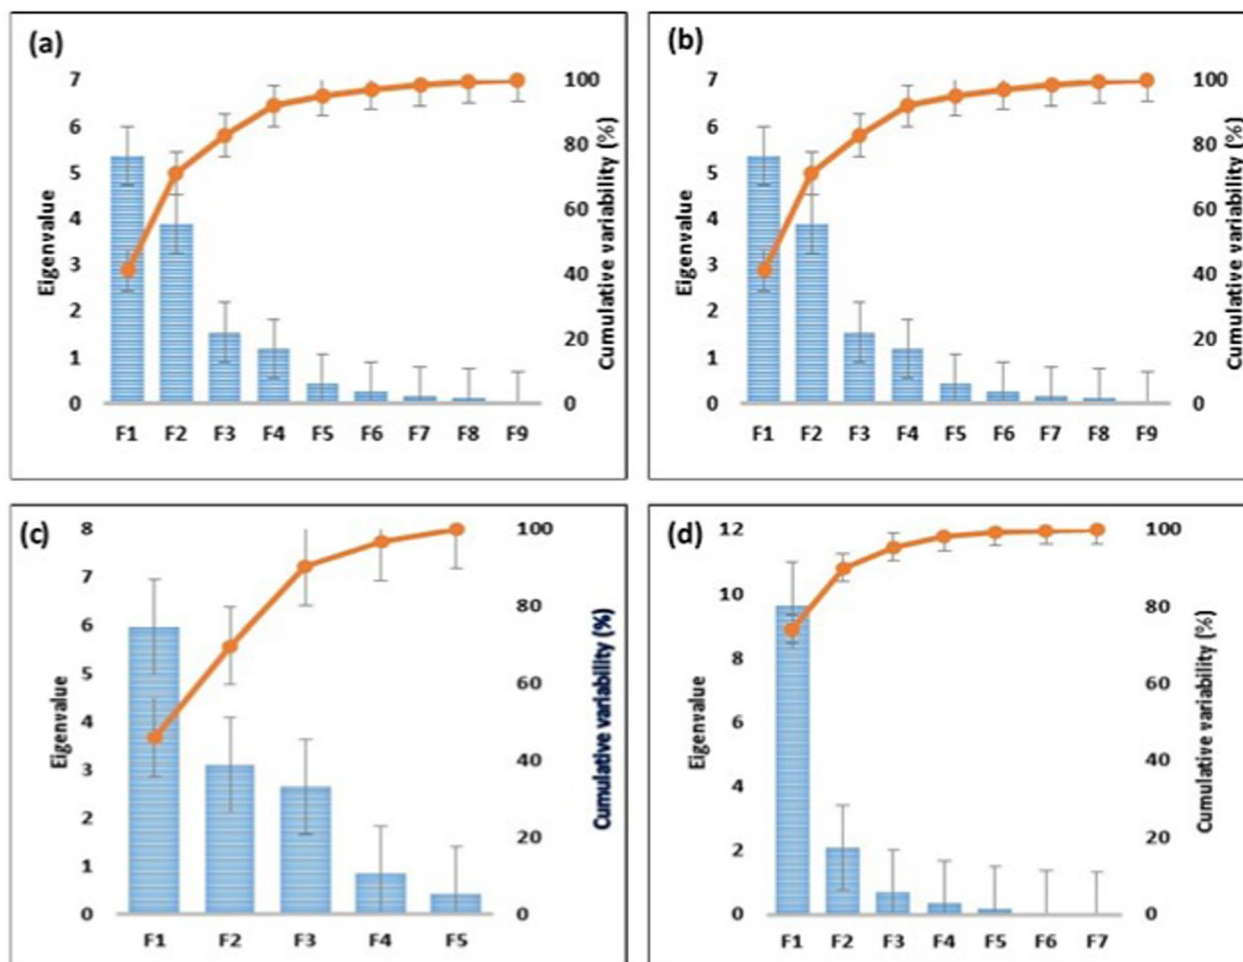 (a)
7 6 5 4 3 2 1 0
Eigenvalue
100 80 60 40 20 0
Cumulative variability (%)
F1 F2 F3 F4 F5 F6 F7 F8 F9
(b)
7 6 5 4 3 2 1 0
Eigenvalue
100 80 60 40 20 0
Cumulative variability (%)
F1 F2 F3 F4 F5 F6 F7 F8 F9
(c)
8 7 6 5 4 3 2 1 0
Eigenvalue
100 80 60 40 20 0
Cumulative variability (%)
F1 F2 F3 F4 F5
(d)
12 10 8 6 4 2 0
Eigenvalue
100 80 60 40 20 0
Cumulative variability (%)
F1 F2 F3 F4 F5 F6 F7